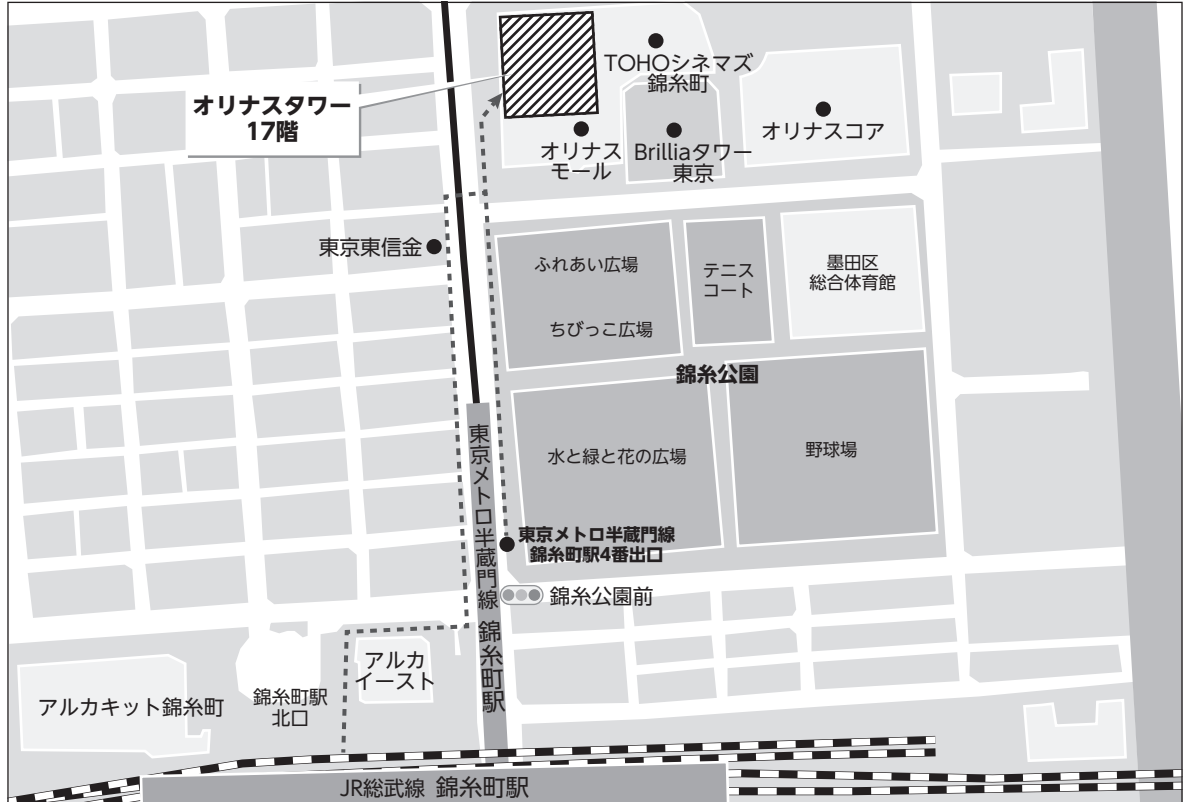 TOHOシネマズ
錦糸町
オリナスタワー
17階
オリナス
モール
Brilliaタワー
東京
オリナスコア
東京東信金
ふれあい広場
ちびっこ広場
テニス
コート
墨田区
総合体育館
錦糸公園
水と緑と花の広場
野球場
東京メトロ半蔵門線 錦糸町駅
東京メトロ半蔵門線
錦糸町駅4番出口
錦糸公園前
アルカ
イースト
錦糸町駅
北口
アルカキット錦糸町
JR総武線 錦糸町駅